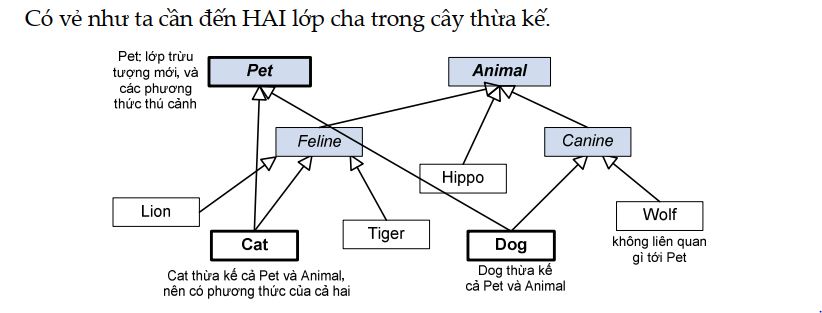 Có vẻ như ta cần đến HAI lớp cha trong cây thừa kế.
Pet: lớp trừu
tượng mới, và
các phương
thức thú cảnh
Pet
Animal
Feline
Canine
Hippo
Lion
Wolf
Cat
Tiger
Dog
không liên quan
gì tới Pet
Cat thừa kế cả Pet và Animal,
nên có phương thức của cả hai
Dog thừa kế
cả Pet và Animal